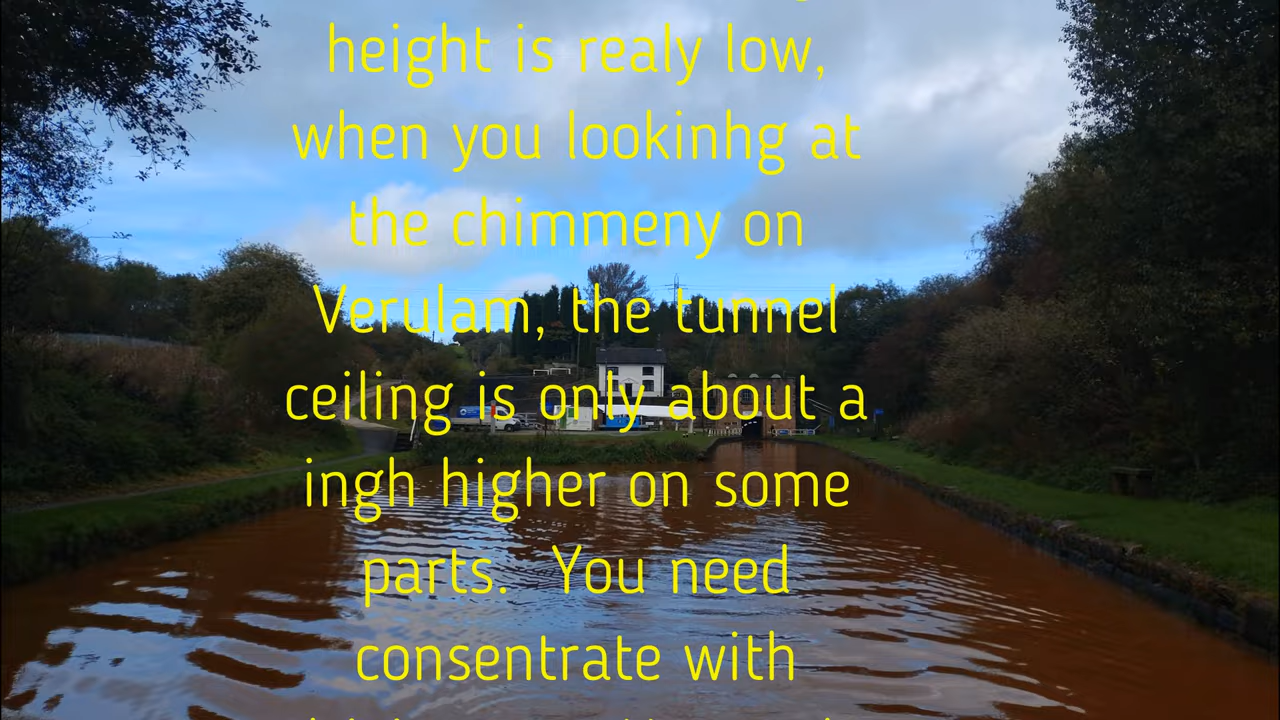 height is realy low,
when you lookinhg at
the chimmeny on
Verulam, the tunnel
ceiling is only about a
ingh higher on some
parts.  You need
consentrate with